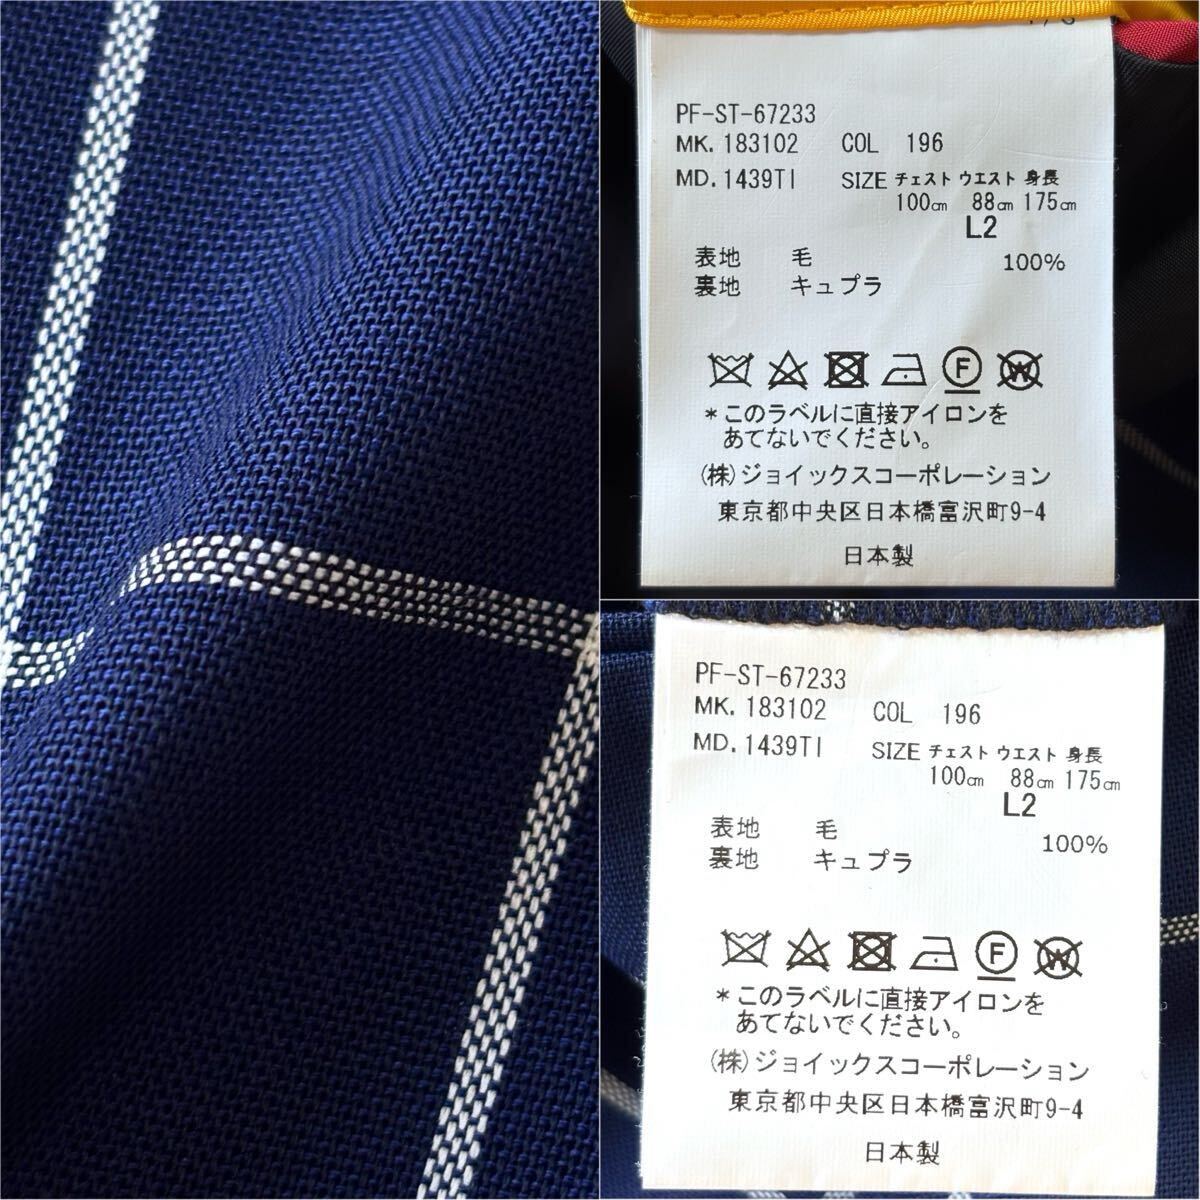 PF-ST-67233
MK. 183102 COL 196
MD. 1439TI SIZE チェスト ウエスト 身長
100㎝ 88㎝ 175㎝
L2
表地 毛 100%
裏地 キュプラ
F W
*このラベルに直接アイロンを
あてないでください。
(株)ジョイックスコーポレーション
東京都中央区日本橋富沢町9-4
日本製
PF-ST-67233
MK. 183102 COL 196
MD. 1439TI SIZE チェスト ウエスト 身長
100㎝ 88㎝ 175㎝
L2
表地 毛 100%
裏地 キュプラ
F W
*このラベルに直接アイロンを
あてないでください。
(株)ジョイックスコーポレーション
東京都中央区日本橋富沢町9-4
日本製